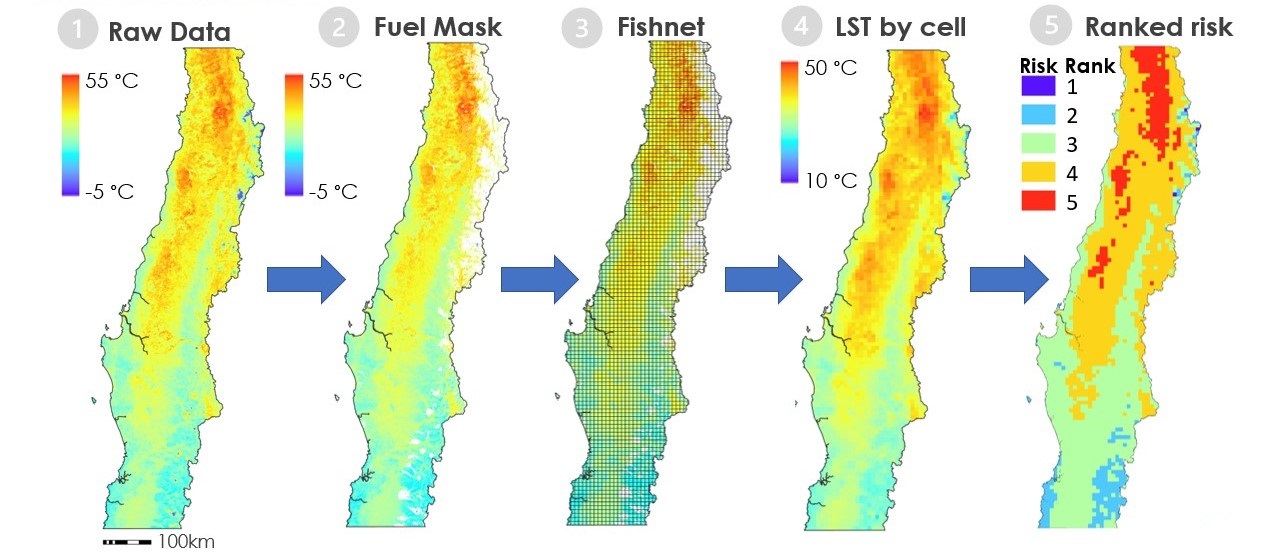 1 Raw Data
2 Fuel Mask
3 Fishnet
4 LST by cell
5 Ranked risk
55 °C
-5 °C
55 °C
-5 °C
50 °C
10 °C
Risk Rank
1
2
3
4
5
100km